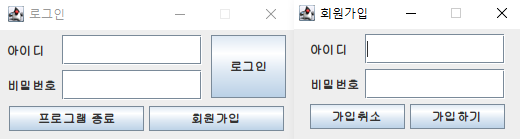 로그인
아이디
비밀번호
로그인
프로그램 종료 회원가입
회원가입
아이디
비밀번호
가입취소 가입하기